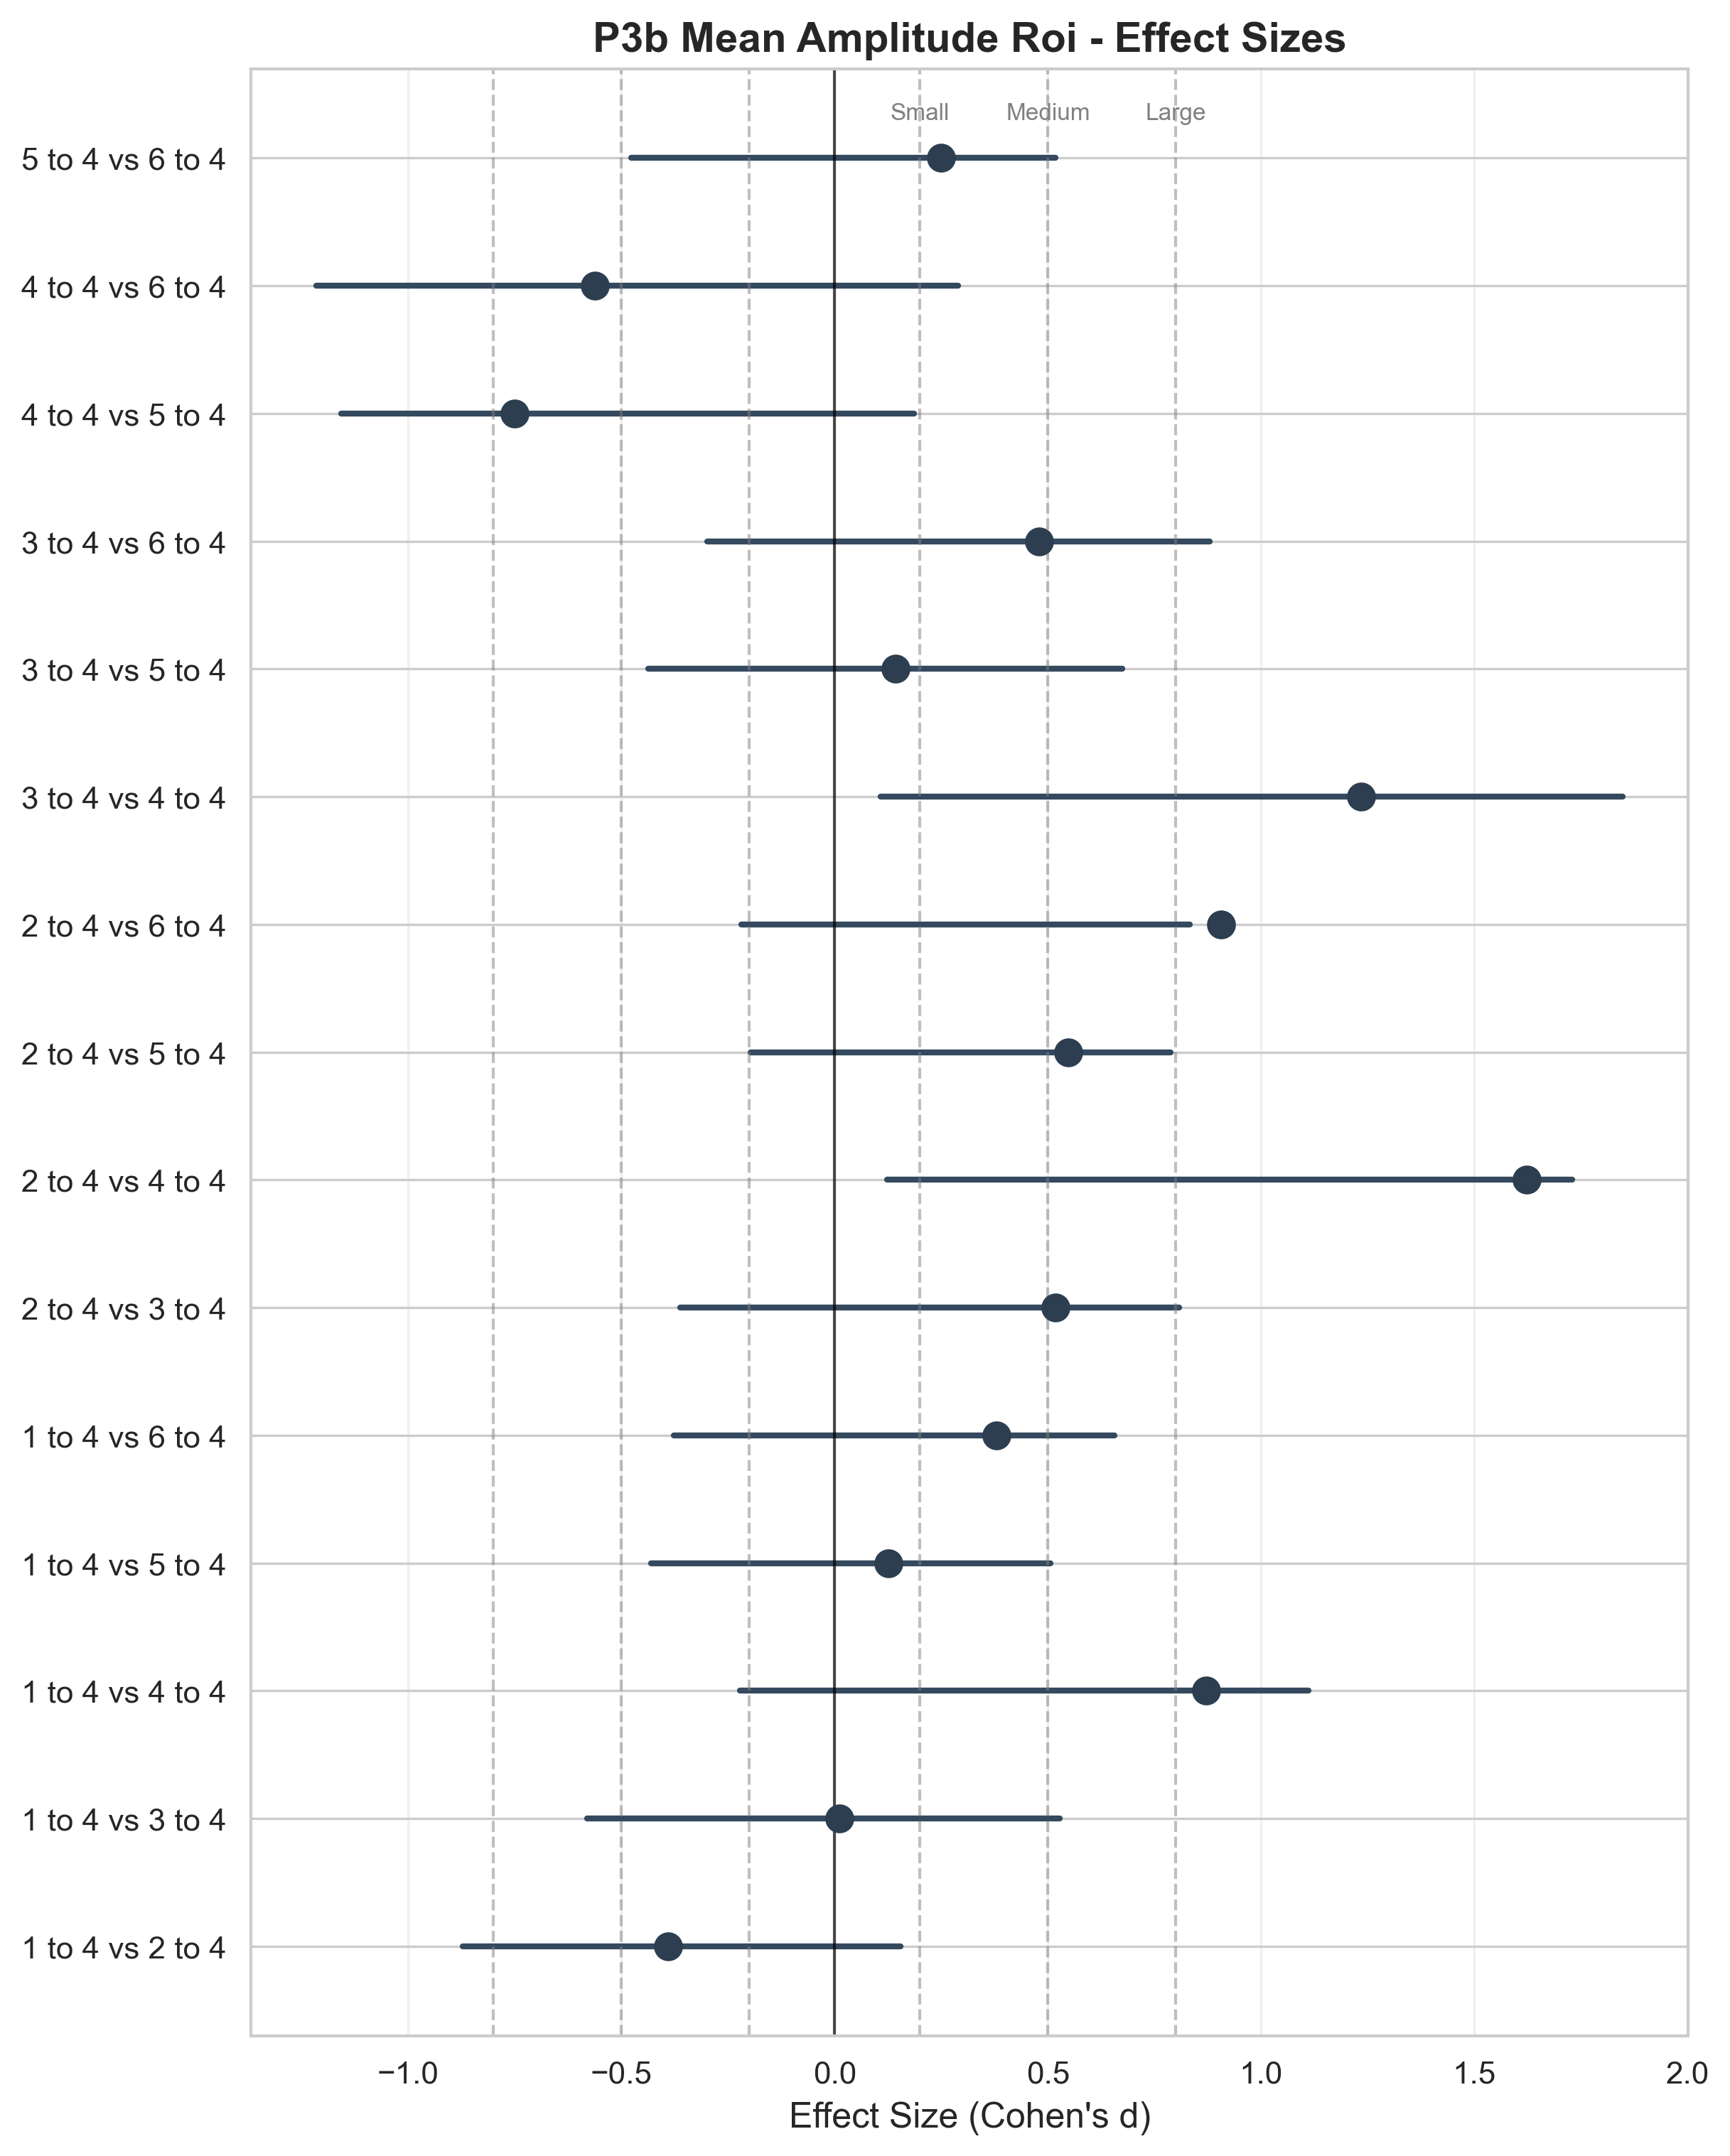 P3b Mean Amplitude Roi - Effect Sizes
Small Medium Large
5 to 4 vs 6 to 4
4 to 4 vs 6 to 4
4 to 4 vs 5 to 4
3 to 4 vs 6 to 4
3 to 4 vs 5 to 4
3 to 4 vs 4 to 4
2 to 4 vs 6 to 4
2 to 4 vs 5 to 4
2 to 4 vs 4 to 4
2 to 4 vs 3 to 4
1 to 4 vs 6 to 4
1 to 4 vs 5 to 4
1 to 4 vs 4 to 4
1 to 4 vs 3 to 4
1 to 4 vs 2 to 4
−1.0 −0.5 0.0 0.5 1.0 1.5 2.0
Effect Size (Cohen's d)